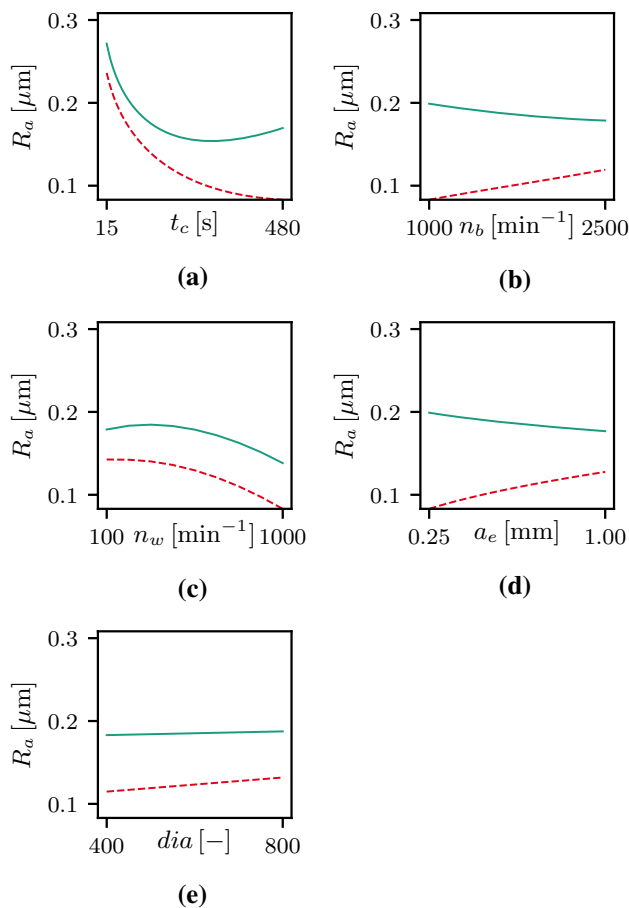 0.3
0.2
0.1
R_a [µm]
15 t_c [s] 480
(a)
0.3
0.2
0.1
R_a [µm]
1000 n_b [min⁻¹] 2500
(b)
0.3
0.2
0.1
R_a [µm]
100 n_w [min⁻¹] 1000
(c)
0.3
0.2
0.1
R_a [µm]
0.25 a_e [mm] 1.00
(d)
0.3
0.2
0.1
R_a [µm]
400 dia [−] 800
(e)